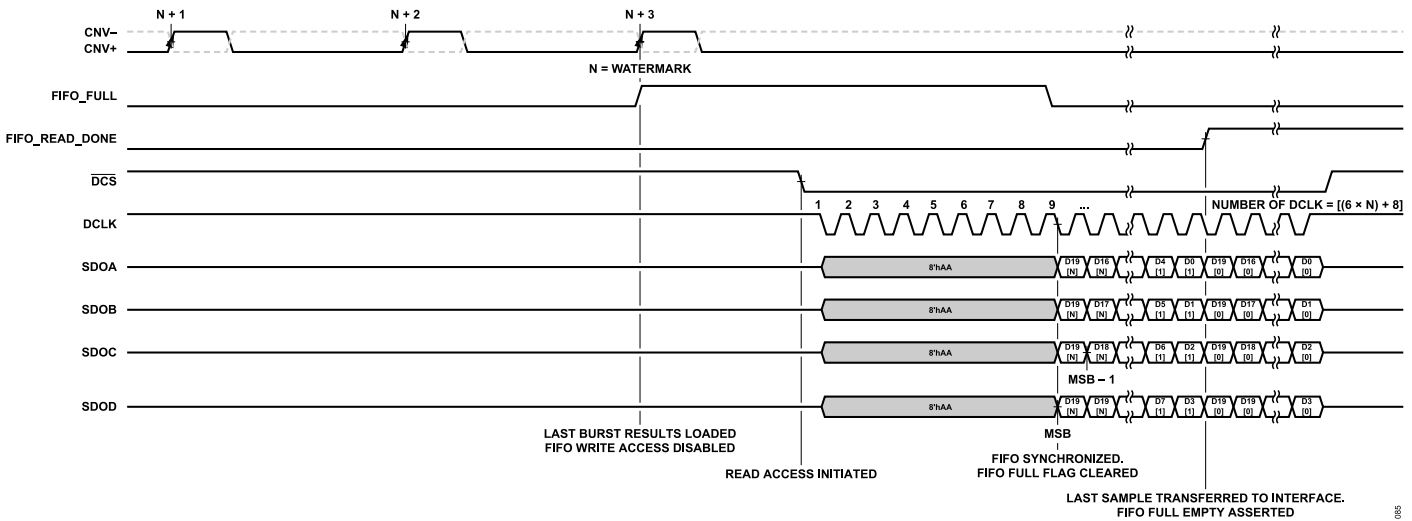 N + 1 N + 2 N + 3
CNV–
CNV+
N = WATERMARK
FIFO_FULL
FIFO_READ_DONE
DCS
1 2 3 4 5 6 7 8 9 ... NUMBER OF DCLK = [(6 × N) + 8]
DCLK
SDOA 8'hAA D19 [N] D16 [N] D4 [1] D0 [1] D19 [0] D16 [0] D0 [0]
SDOB 8'hAA D19 [N] D17 [N] D5 [1] D1 [1] D19 [0] D17 [0] D1 [0]
SDOC 8'hAA D19 [N] D18 [N] D6 [1] D2 [1] D19 [0] D18 [0] D2 [0]
MSB – 1
SDOD 8'hAA D19 [N] D19 [N] D7 [1] D3 [1] D19 [0] D19 [0] D3 [0]
MSB
LAST BURST RESULTS LOADED
FIFO WRITE ACCESS DISABLED
READ ACCESS INITIATED
FIFO SYNCHRONIZED.
FIFO FULL FLAG CLEARED
LAST SAMPLE TRANSFERRED TO INTERFACE.
FIFO FULL EMPTY ASSERTED
085